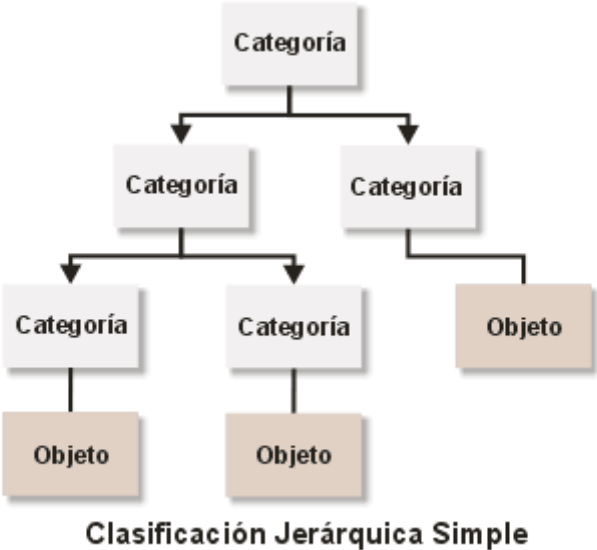 Categoría
Categoría
Categoría
Categoría
Categoría
Objeto
Objeto
Objeto
Clasificación Jerárquica Simple